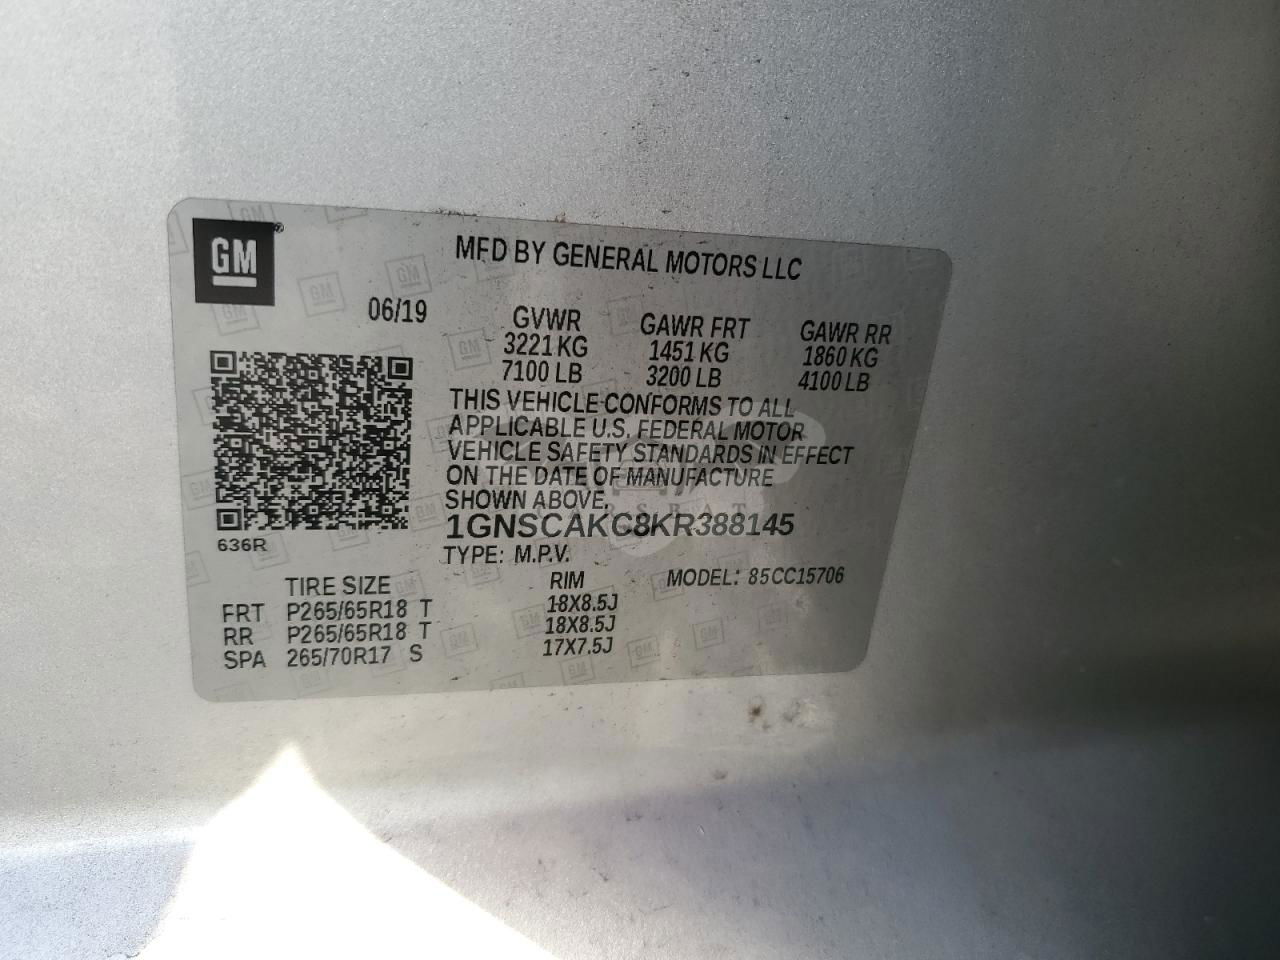 GM
MFD BY GENERAL MOTORS LLC
06/19
GVWR GAWR FRT GAWR RR
3221 KG 1451 KG 1860 KG
7100 LB 3200 LB 4100 LB
THIS VEHICLE CONFORMS TO ALL
APPLICABLE U.S. FEDERAL MOTOR
VEHICLE SAFETY STANDARDS IN EFFECT
ON THE DATE OF MANUFACTURE
SHOWN ABOVE.
CARSBAT
1GNSCAKC8KR388145
636R
TYPE: M.P.V.
TIRE SIZE RIM MODEL: 85CC15706
FRT P265/65R18 T 18X8.5J
RR P265/65R18 T 18X8.5J
SPA 265/70R17 S 17X7.5J